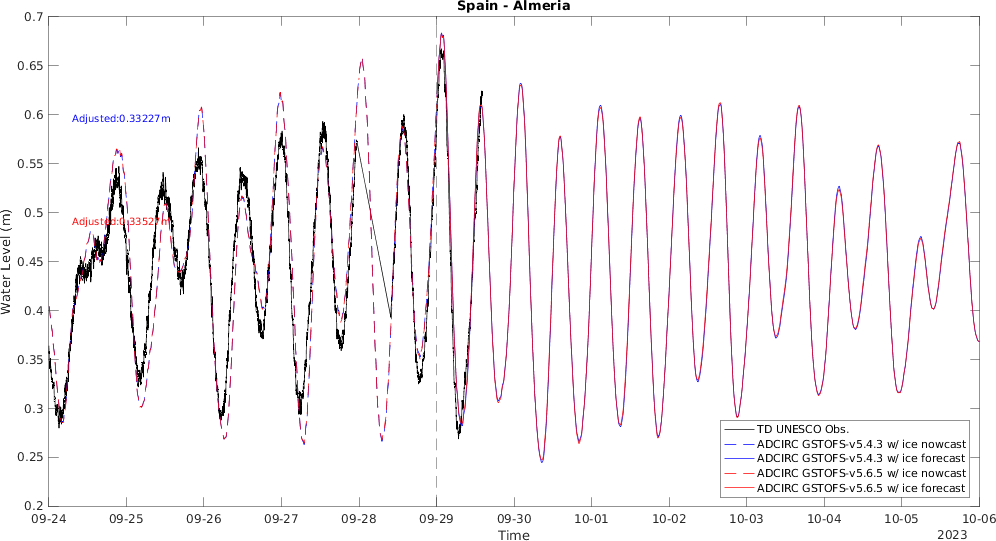 Spain - Almeria
0.7
0.65
0.6
0.55
0.5
0.45
0.4
0.35
0.3
0.25
0.2
Water Level (m)
Adjusted:0.33227m
Adjusted:0.33527m
TD UNESCO Obs.
ADCIRC GSTOFS-v5.4.3 w/ ice nowcast
ADCIRC GSTOFS-v5.4.3 w/ ice forecast
ADCIRC GSTOFS-v5.6.5 w/ ice nowcast
ADCIRC GSTOFS-v5.6.5 w/ ice forecast
09-24 09-25 09-26 09-27 09-28 09-29 09-30 10-01 10-02 10-03 10-04 10-05 10-06
Time
2023